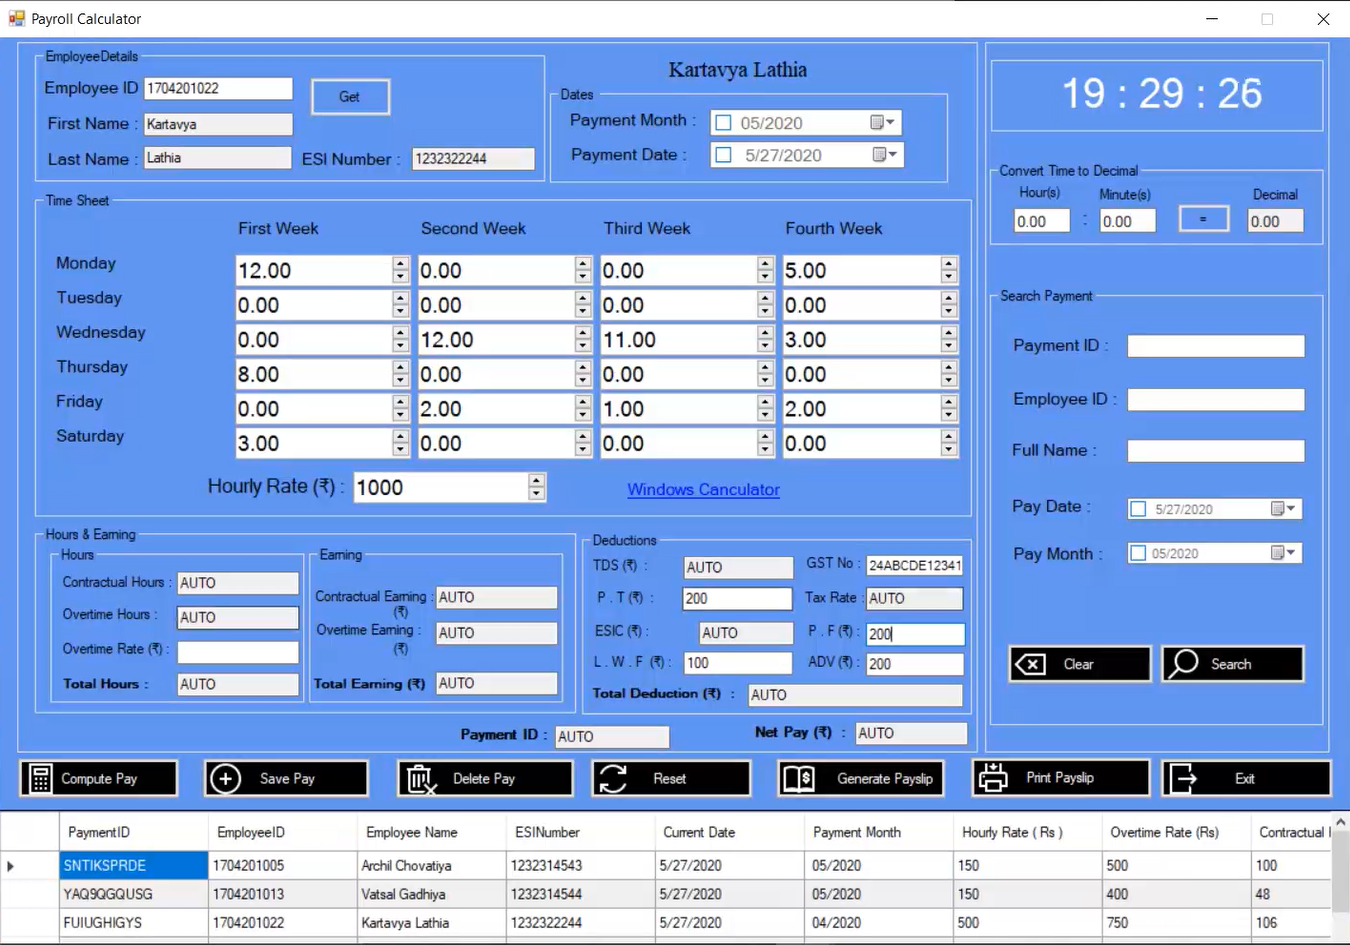 Payroll Calculator
EmployeeDetails
Employee ID 1704201022 Get
First Name : Kartavya
Last Name : Lathia ESI Number : 1232322244
Kartavya Lathia
Dates
Payment Month : 05/2020
Payment Date : 5/27/2020
19 : 29 : 26
Convert Time to Decimal
Hour(s) Minute(s) Decimal
0.00 : 0.00 = 0.00
Time Sheet
First Week Second Week Third Week Fourth Week
Monday 12.00 0.00 0.00 5.00
Tuesday 0.00 0.00 0.00 0.00
Wednesday 0.00 12.00 11.00 3.00
Thursday 8.00 0.00 0.00 0.00
Friday 0.00 2.00 1.00 2.00
Saturday 3.00 0.00 0.00 0.00
Hourly Rate (₹) : 1000 Windows Canculator
Search Payment
Payment ID :
Employee ID :
Full Name :
Pay Date : 5/27/2020
Pay Month : 05/2020
Clear Search
Hours & Earning
Hours
Contractual Hours : AUTO
Overtime Hours : AUTO
Overtime Rate (₹) :
Total Hours : AUTO
Earning
Contractual Earning : AUTO
(₹)
Overtime Earning : AUTO
(₹)
Total Earning (₹) AUTO
Deductions
TDS (₹) : AUTO GST No : 24ABCDE12341
P . T (₹) : 200 Tax Rate : AUTO
ESIC (₹) : AUTO P . F (₹) : 200
L . W . F (₹) : 100 ADV (₹) : 200
Total Deduction (₹) : AUTO
Payment ID : AUTO Net Pay (₹) : AUTO
Compute Pay Save Pay Delete Pay Reset Generate Payslip Print Payslip Exit
PaymentID EmployeeID Employee Name ESINumber Current Date Payment Month Hourly Rate ( Rs ) Overtime Rate (Rs) Contractual
SNTIKSPRDE 1704201005 Archil Chovatiya 1232314543 5/27/2020 05/2020 150 500 100
YAQ9QGQUSG 1704201013 Vatsal Gadhiya 1232314544 5/27/2020 05/2020 150 400 48
FUIUGHIGYS 1704201022 Kartavya Lathia 1232322244 5/27/2020 04/2020 500 750 106